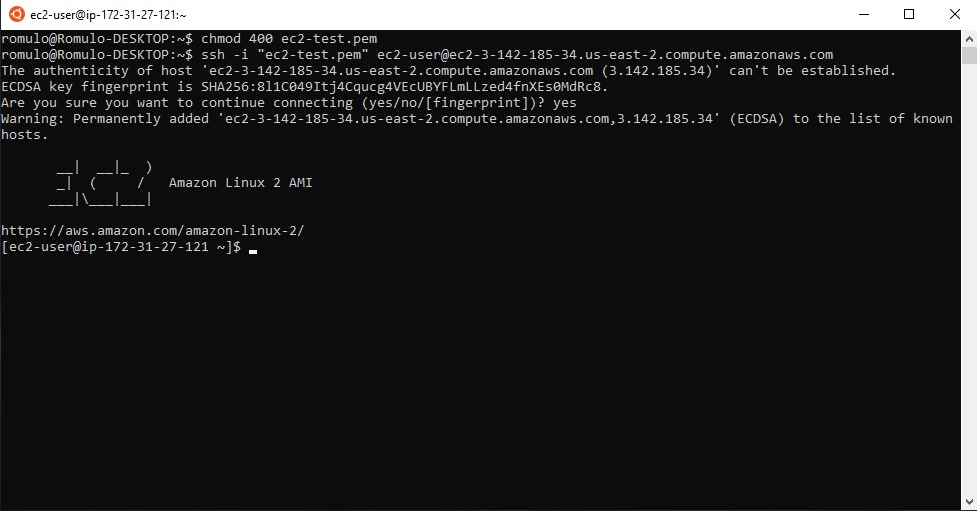 ec2-user@ip-172-31-27-121:~
romulo@Romulo-DESKTOP:~$ chmod 400 ec2-test.pem
romulo@Romulo-DESKTOP:~$ ssh -i "ec2-test.pem" ec2-user@ec2-3-142-185-34.us-east-2.compute.amazonaws.com
The authenticity of host 'ec2-3-142-185-34.us-east-2.compute.amazonaws.com (3.142.185.34)' can't be established.
ECDSA key fingerprint is SHA256:8l1C049Itj4Cqucg4VEcUBYFLmLLzed4fnXEs0MdRc8.
Are you sure you want to continue connecting (yes/no/[fingerprint])? yes
Warning: Permanently added 'ec2-3-142-185-34.us-east-2.compute.amazonaws.com,3.142.185.34' (ECDSA) to the list of known
hosts.
       __|  __|_  )
       _|  (     /   Amazon Linux 2 AMI
      ___|\___|___|
https://aws.amazon.com/amazon-linux-2/
[ec2-user@ip-172-31-27-121 ~]$